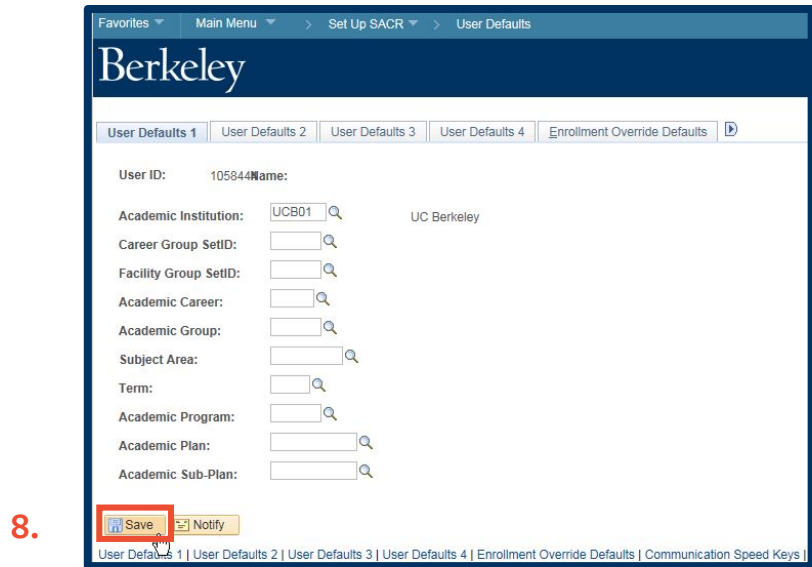 Favorites Main Menu > Set Up SACR > User Defaults
Berkeley
User Defaults 1 User Defaults 2 User Defaults 3 User Defaults 4 Enrollment Override Defaults
User ID: 105844 Name:
Academic Institution: UCB01 UC Berkeley
Career Group SetID:
Facility Group SetID:
Academic Career:
Academic Group:
Subject Area:
Term:
Academic Program:
Academic Plan:
Academic Sub-Plan:
8. Save Notify
User Defaults 1 | User Defaults 2 | User Defaults 3 | User Defaults 4 | Enrollment Override Defaults | Communication Speed Keys |